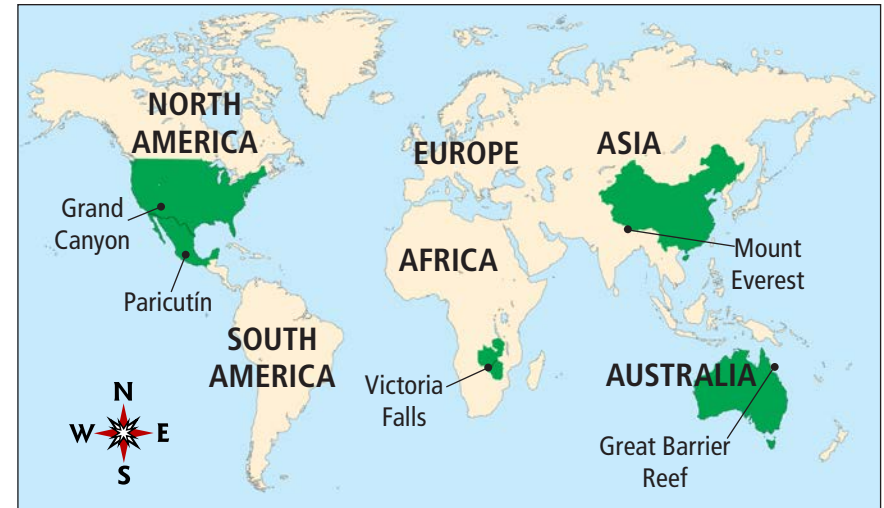 NORTH
AMERICA
EUROPE
ASIA
Grand
Canyon
AFRICA
Mount
Everest
Paricutín
SOUTH
AMERICA
Victoria
Falls
AUSTRALIA
Great Barrier
Reef
N
W
E
S